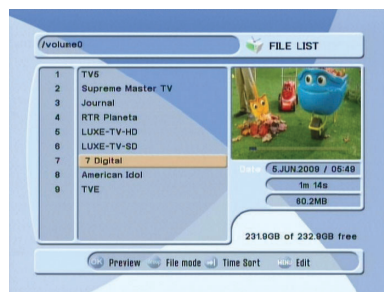 /volume0
FILE LIST
1 TV5
2 Supreme Master TV
3 Journal
4 RTR Planeta
5 LUXE-TV-HD
6 LUXE-TV-SD
7 7 Digital
8 American Idol
9 TVE
Date 5.JUN.2009 / 05:49
1m 14s
60.2MB
231.9GB of 232.9GB free
OK Preview File mode Time Sort Edit